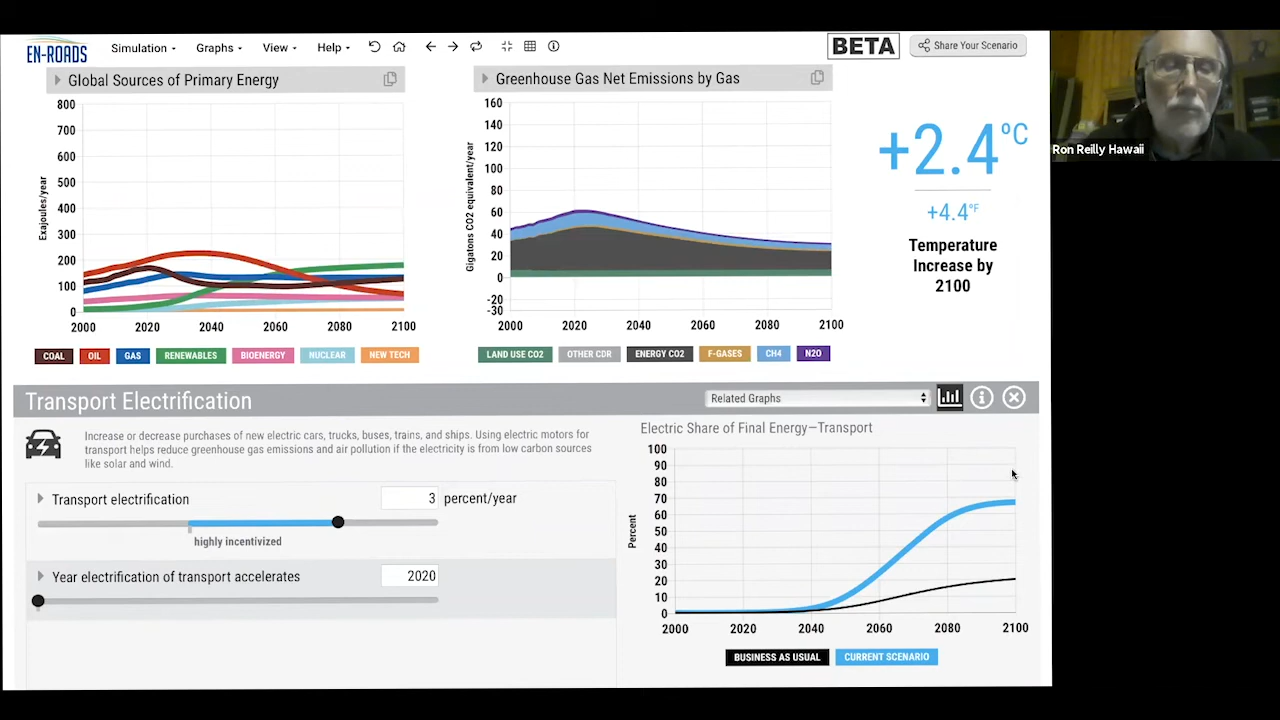 EN-ROADS
Simulation
Graphs
View
Help
BETA
Share Your Scenario
Ron Reilly Hawaii
Global Sources of Primary Energy
800
700
600
500
400
300
200
100
0
Exajoules/year
2000 2020 2040 2060 2080 2100
COAL OIL GAS RENEWABLES BIOENERGY NUCLEAR NEW TECH
Greenhouse Gas Net Emissions by Gas
160
140
120
100
80
60
40
20
0
-20
-30
Gigatons CO2 equivalent/year
2000 2020 2040 2060 2080 2100
LAND USE CO2 OTHER CDR ENERGY CO2 F-GASES CH4 N2O
+2.4°C
+4.4°F
Temperature
Increase by
2100
Transport Electrification
Related Graphs
Increase or decrease purchases of new electric cars, trucks, buses, trains, and ships. Using electric motors for
transport helps reduce greenhouse gas emissions and air pollution if the electricity is from low carbon sources
like solar and wind.
Transport electrification 3 percent/year
highly incentivized
Year electrification of transport accelerates 2020
Electric Share of Final Energy—Transport
100
90
80
70
60
50
40
30
20
10
0
Percent
2000 2020 2040 2060 2080 2100
BUSINESS AS USUAL CURRENT SCENARIO